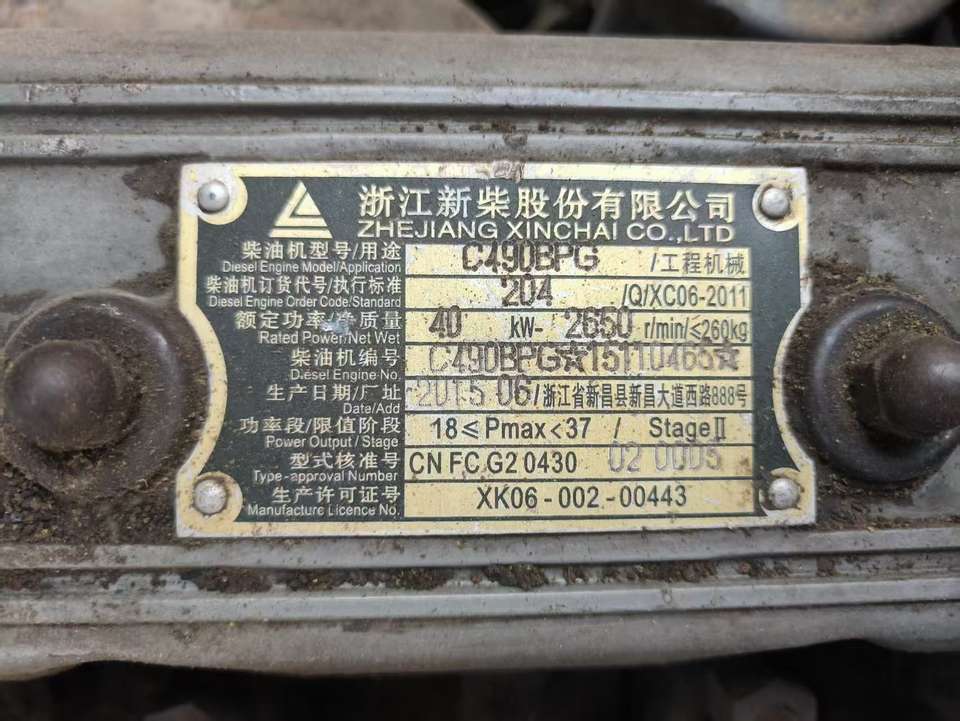 浙江新柴股份有限公司
ZHEJIANG XINCHAI CO.,LTD
柴油机型号/用途 C490BPG /工程机械
Diesel Engine Model/Application
柴油机订货代号/执行标准 204 /Q/XC06-2011
Diesel Engine Order Code/Standard
额定功率/净质量 40 kW- 2650 r/min/≤260kg
Rated Power/Net Wet
柴油机编号 C490BPG☆15110465☆
Diesel Engine No.
生产日期/厂址 2015 06/浙江省新昌县新昌大道西路888号
Date/Add
功率段/限值阶段 18≤Pmax<37 / StageⅡ
Power Output / Stage
型式核准号 CN FC G2 0430 02 0005
Type-approval Number
生产许可证号 XK06-002-00443
Manufacture Licence No.